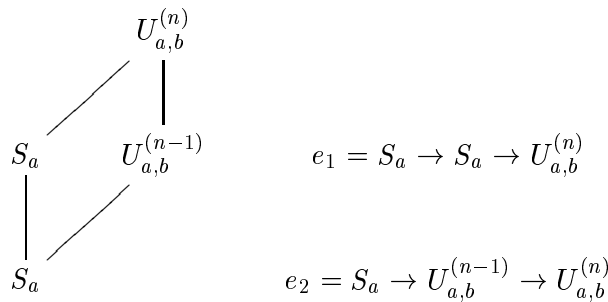 U_{a,b}^{(n)}
S_a U_{a,b}^{(n-1)} e_1 = S_a → S_a → U_{a,b}^{(n)}
S_a e_2 = S_a → U_{a,b}^{(n-1)} → U_{a,b}^{(n)}